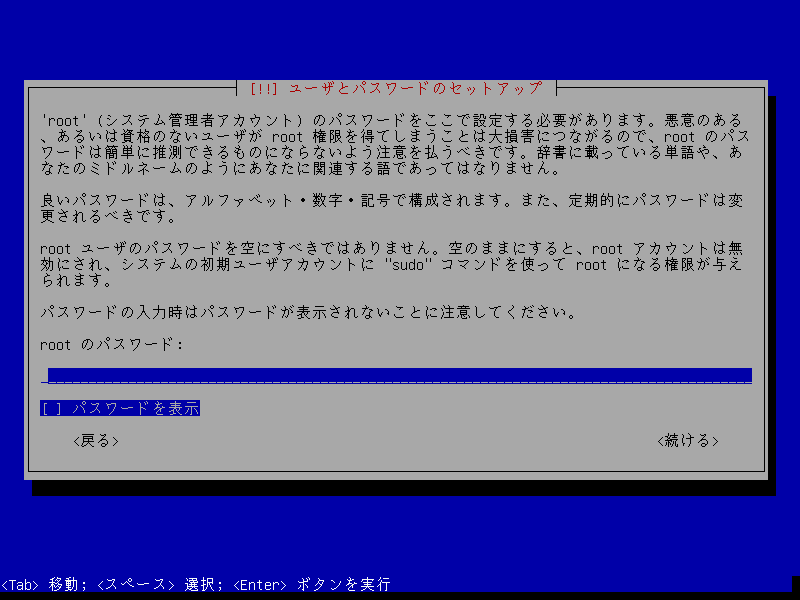 [!!] ユーザとパスワードのセットアップ
'root' (システム管理者アカウント) のパスワードをここで設定する必要があります。悪意のある
、あるいは資格のないユーザが root 権限を得てしまうことは大損害につながるので、root のパス
ワードは簡単に推測できるものにならないよう注意を払うべきです。辞書に載っている単語や、あ
なたのミドルネームのようにあなたに関連する語であってはなりません。
良いパスワードは、アルファベット・数字・記号で構成されます。また、定期的にパスワードは変
更されるべきです。
root ユーザのパスワードを空にすべきではありません。空のままにすると、root アカウントは無
効にされ、システムの初期ユーザアカウントに "sudo" コマンドを使って root になる権限が与え
られます。
パスワードの入力時はパスワードが表示されないことに注意してください。
root のパスワード:
[ ] パスワードを表示
<戻る> <続ける>
<Tab> 移動; <スペース> 選択; <Enter> ボタンを実行